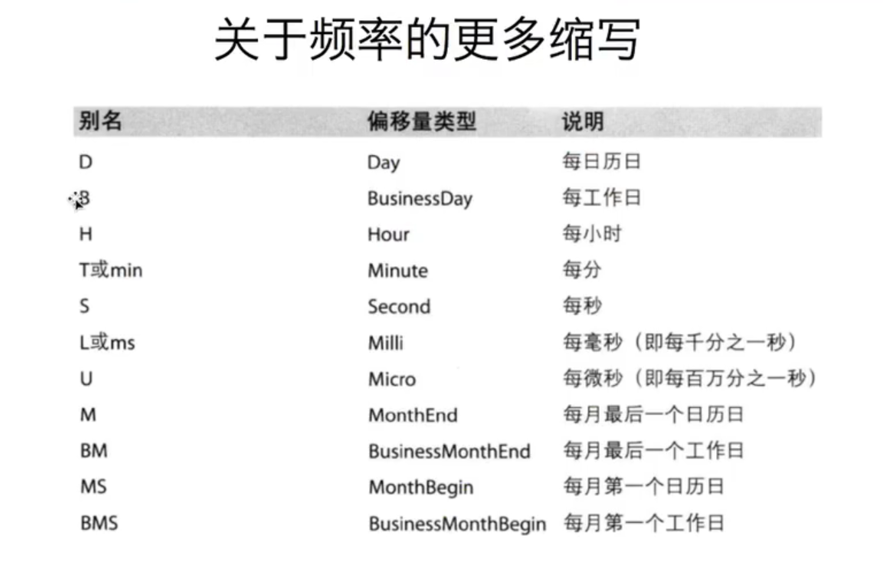 关于频率的更多缩写
别名 偏移量类型 说明
D Day 每日历日
B BusinessDay 每工作日
H Hour 每小时
T或min Minute 每分
S Second 每秒
L或ms Milli 每毫秒（即每千分之一秒）
U Micro 每微秒（即每百万分之一秒）
M MonthEnd 每月最后一个日历日
BM BusinessMonthEnd 每月最后一个工作日
MS MonthBegin 每月第一个日历日
BMS BusinessMonthBegin 每月第一个工作日